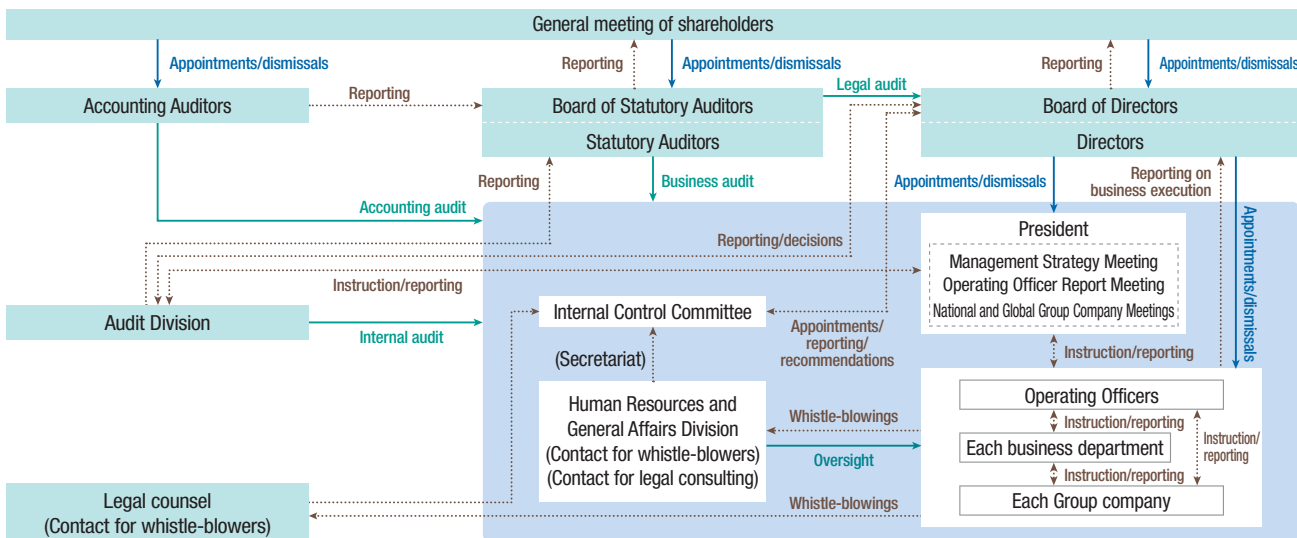 General meeting of shareholders
Appointments/dismissals
Reporting
Appointments/dismissals
Reporting
Appointments/dismissals
Accounting Auditors
Reporting
Board of Statutory Auditors
Legal audit
Board of Directors
Statutory Auditors
Directors
Reporting
Business audit
Appointments/dismissals
Reporting on
business execution
Accounting audit
Appointments/dismissals
President
Reporting/decisions
Management Strategy Meeting
Operating Officer Report Meeting
National and Global Group Company Meetings
Instruction/reporting
Audit Division
Internal audit
Internal Control Committee
Appointments/
reporting/
recommendations
(Secretariat)
Instruction/reporting
Human Resources and
General Affairs Division
(Contact for whistle-blowers)
(Contact for legal consulting)
Whistle-blowings
Oversight
Operating Officers
Instruction/reporting
Each business department
Instruction/
reporting
Instruction/reporting
Each Group company
Legal counsel
(Contact for whistle-blowers)
Whistle-blowings